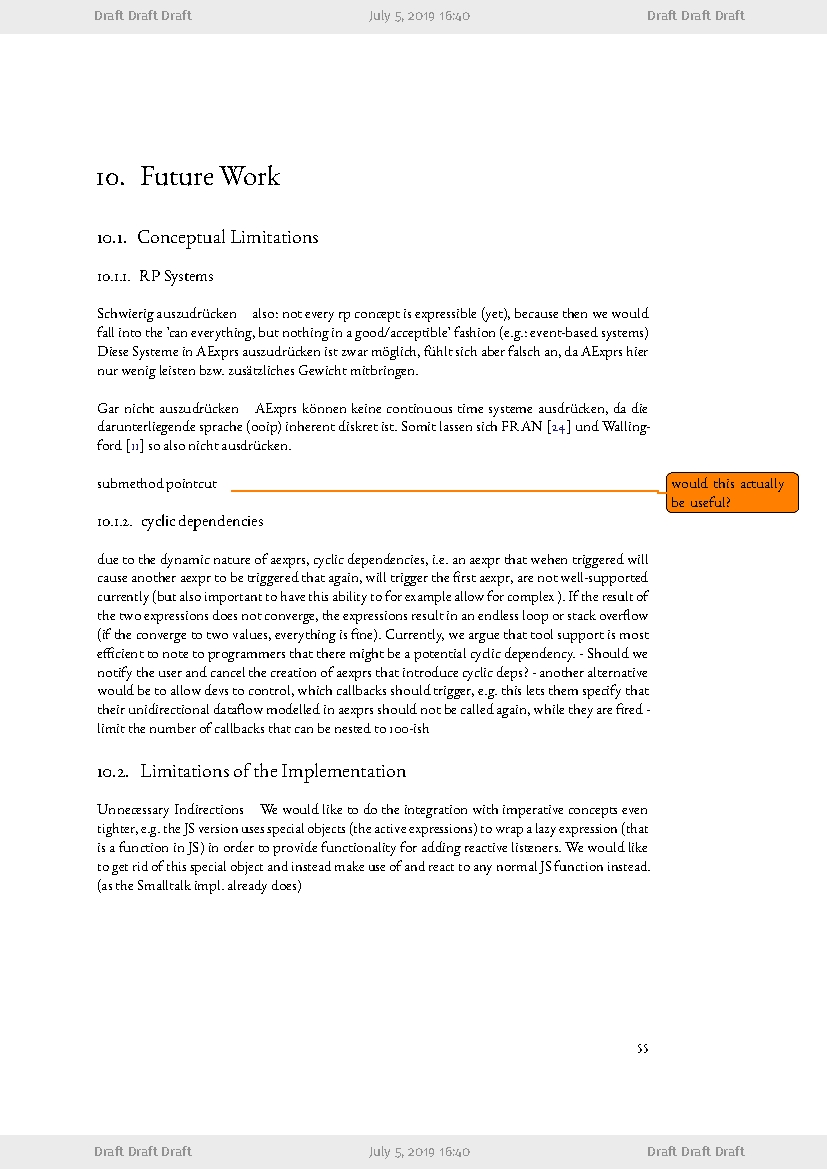 Draft Draft Draft July 5, 2019 16:40 Draft Draft Draft
10. Future Work
10.1. Conceptual Limitations
10.1.1. RP Systems
Schwierig auszudrücken also: not every rp concept is expressible (yet), because then we would
fall into the 'can everything, but nothing in a good/acceptible' fashion (e.g.: event-based systems)
Diese Systeme in AExprs auszudrücken ist zwar möglich, fühlt sich aber falsch an, da AExprs hier
nur wenig leisten bzw. zusätzliches Gewicht mitbringen.
Gar nicht auszudrücken AExprs können keine continuous time systeme ausdrücken, da die
darunterliegende sprache (ooip) inherent diskret ist. Somit lassen sich FRAN [24] und Walling-
ford [11] so also nicht ausdrücken.
submethod pointcut
would this actually
be useful?
10.1.2. cyclic dependencies
due to the dynamic nature of aexprs, cyclic dependencies, i.e. an aexpr that wehen triggered will
cause another aexpr to be triggered that again, will trigger the first aexpr, are not well-supported
currently (but also important to have this ability to for example allow for complex ). If the result of
the two expressions does not converge, the expressions result in an endless loop or stack overflow
(if the converge to two values, everything is fine). Currently, we argue that tool support is most
efficient to note to programmers that there might be a potential cyclic dependency. - Should we
notify the user and cancel the creation of aexprs that introduce cyclic deps? - another alternative
would be to allow devs to control, which callbacks should trigger, e.g. this lets them specify that
their unidirectional dataflow modelled in aexprs should not be called again, while they are fired -
limit the number of callbacks that can be nested to 100-ish
10.2. Limitations of the Implementation
Unnecessary Indirections We would like to do the integration with imperative concepts even
tighter, e.g. the JS version uses special objects (the active expressions) to wrap a lazy expression (that
is a function in JS) in order to provide functionality for adding reactive listeners. We would like
to get rid of this special object and instead make use of and react to any normal JS function instead.
(as the Smalltalk impl. already does)
55
Draft Draft Draft July 5, 2019 16:40 Draft Draft Draft